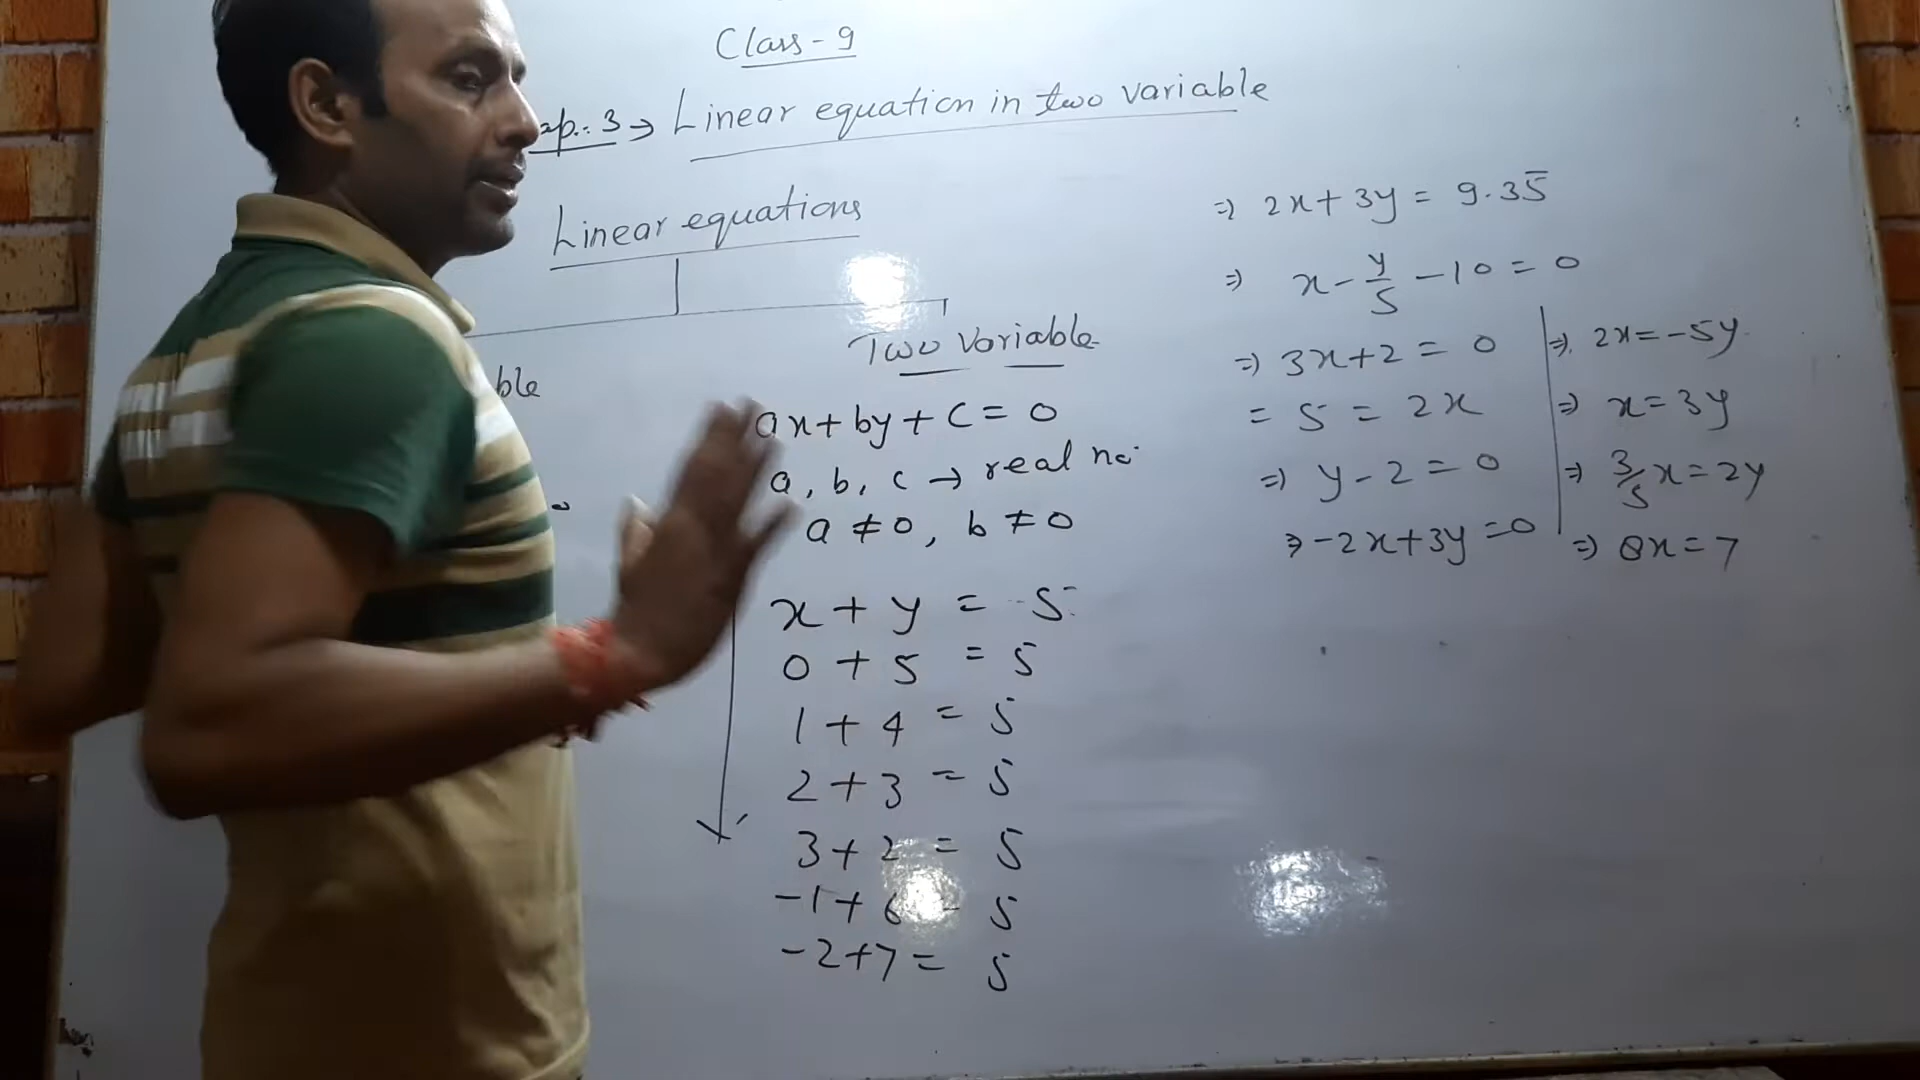 Class - 9
ap.: 3 → Linear equation in two variable
Linear equations
Two Variable
ble
ax + by + c = 0
a, b, c → real no.
a ≠ 0, b ≠ 0
x + y = 5
0 + 5 = 5
1 + 4 = 5
2 + 3 = 5
3 + 2 = 5
-1 + 6 = 5
-2 + 7 = 5
⇒ 2x + 3y = 9.35̅
⇒ x - y/5 - 10 = 0
⇒ 3x + 2 = 0
= 5 = 2x
⇒ y - 2 = 0
⇒ -2x + 3y = 0
⇒ 2x = -5y
⇒ x = 3y
⇒ 3/5 x = 2y
⇒ 8x = 7